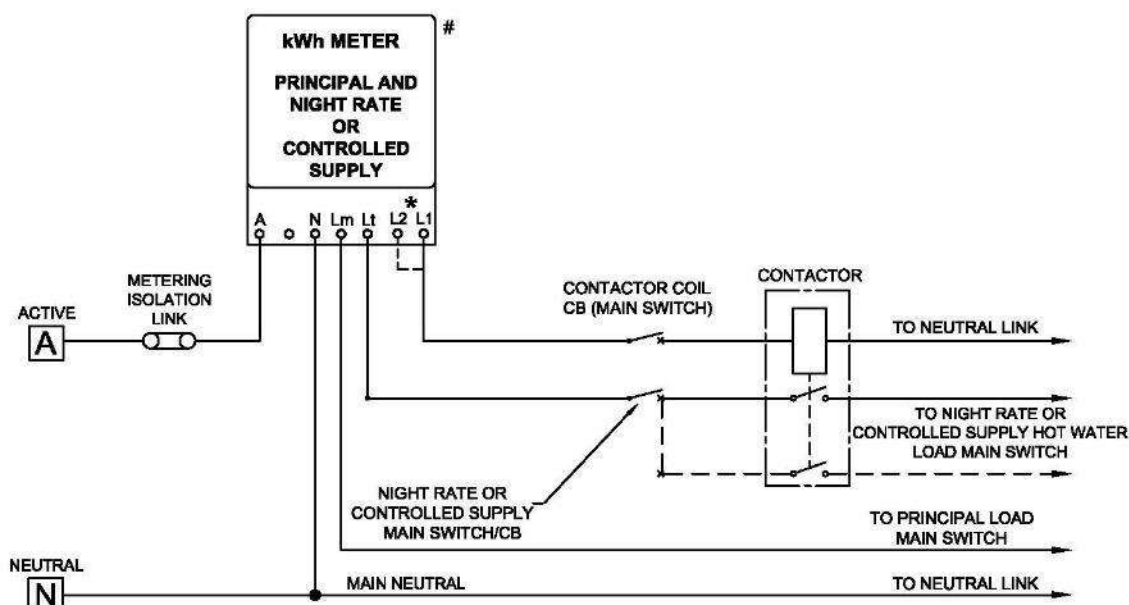 kWh METER
#
PRINCIPAL AND
NIGHT RATE
OR
CONTROLLED
SUPPLY
*
A N Lm Lt L2 L1
METERING
ISOLATION
LINK
ACTIVE
A
CONTACTOR COIL
CB (MAIN SWITCH)
CONTACTOR
TO NEUTRAL LINK
TO NIGHT RATE OR
CONTROLLED SUPPLY HOT WATER
LOAD MAIN SWITCH
NIGHT RATE OR
CONTROLLED SUPPLY
MAIN SWITCH/CB
TO PRINCIPAL LOAD
MAIN SWITCH
NEUTRAL
N
MAIN NEUTRAL
TO NEUTRAL LINK